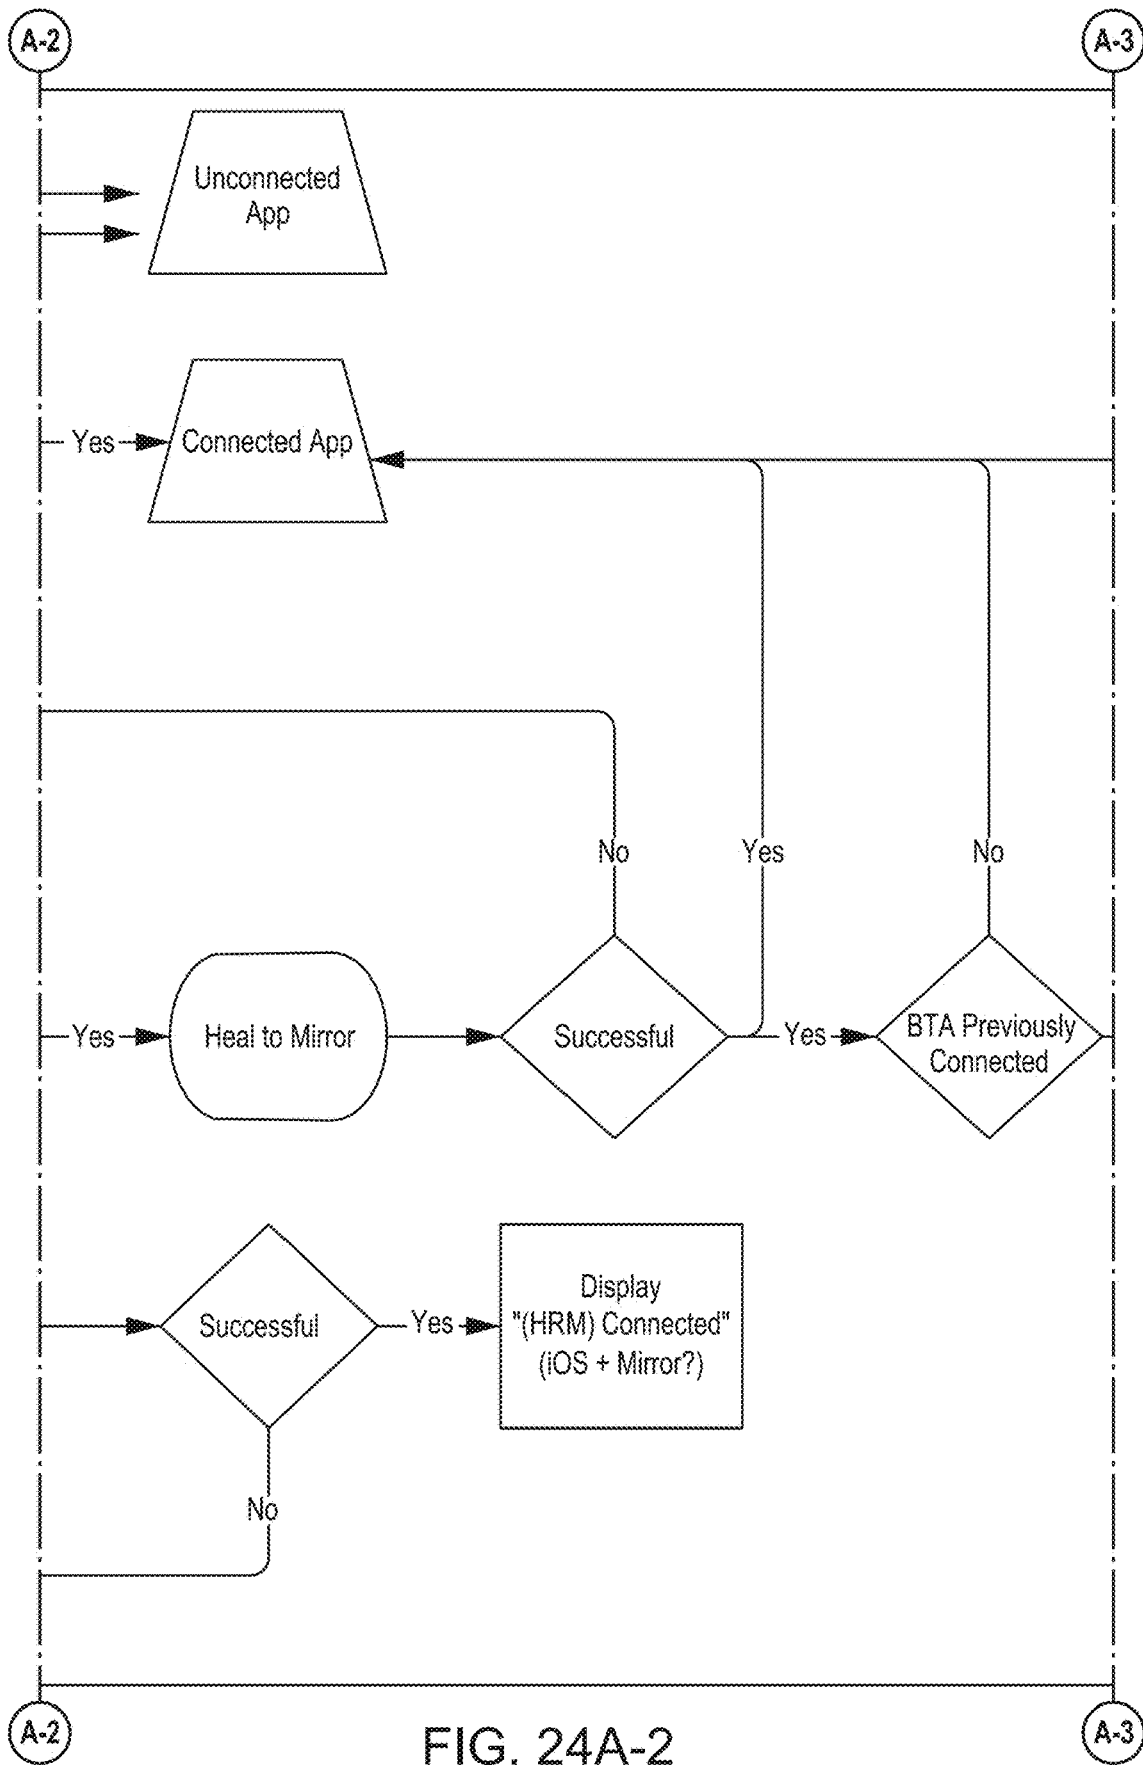 A-2
A-3
Unconnected
App
Yes
Connected App
No
Yes
No
Yes
Heal to Mirror
Successful
Yes
BTA Previously
Connected
Successful
Yes
Display
"(HRM) Connected"
(iOS + Mirror?)
No
A-2
A-3
FIG. 24A-2